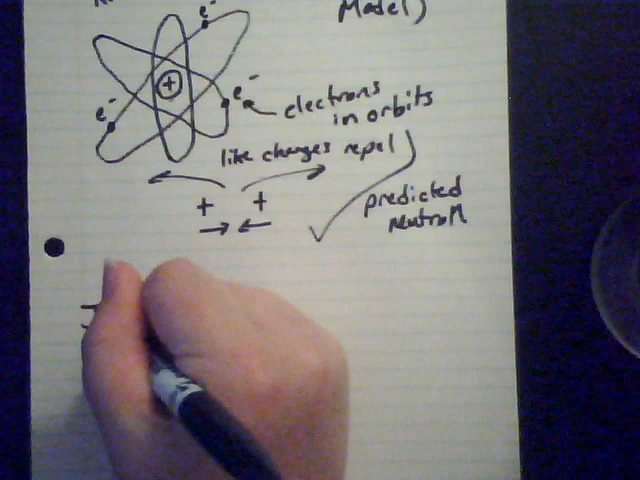 Model)
e⁻
+
e⁻
e⁻
electrons
in orbits
like charges repel
+ +
predicted
neutron